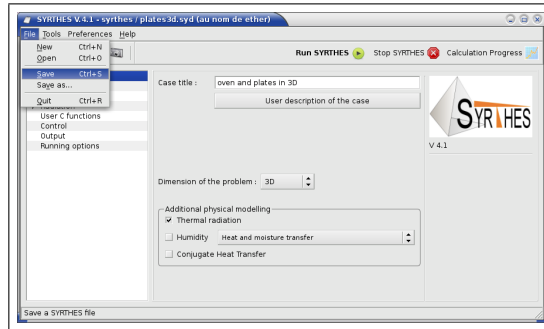 SYRTHES V.4.1 - syrthes / plates3d.syd (au nom de ether)
File Tools Preferences Help
New Ctrl+N
Open Ctrl+O
Save Ctrl+S
Save as...
Quit Ctrl+R
Run SYRTHES
Stop SYRTHES
Calculation Progress
User C functions
Control
Output
Running options
Case title : oven and plates in 3D
User description of the case
Dimension of the problem : 3D
Additional physical modelling
Thermal radiation
Humidity Heat and moisture transfer
Conjugate Heat Transfer
SYRTHES
V 4.1
Save a SYRTHES file